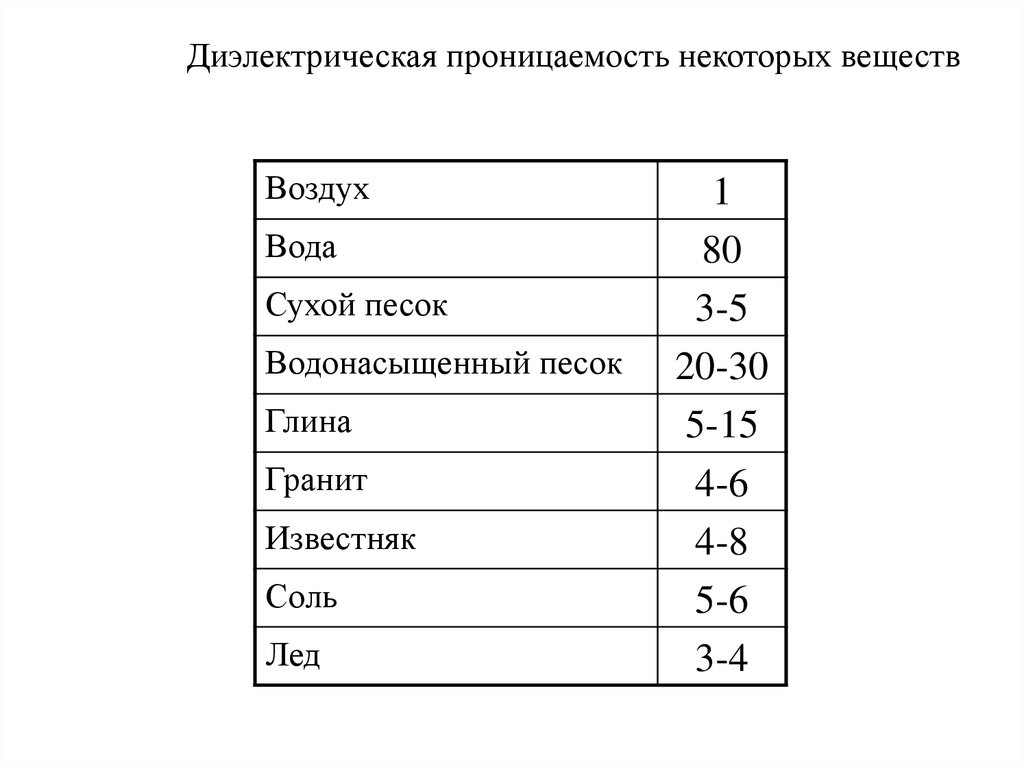 Диэлектрическая проницаемость некоторых веществ
Воздух 1
Вода 80
Сухой песок 3-5
Водонасыщенный песок 20-30
Глина 5-15
Гранит 4-6
Известняк 4-8
Соль 5-6
Лед 3-4